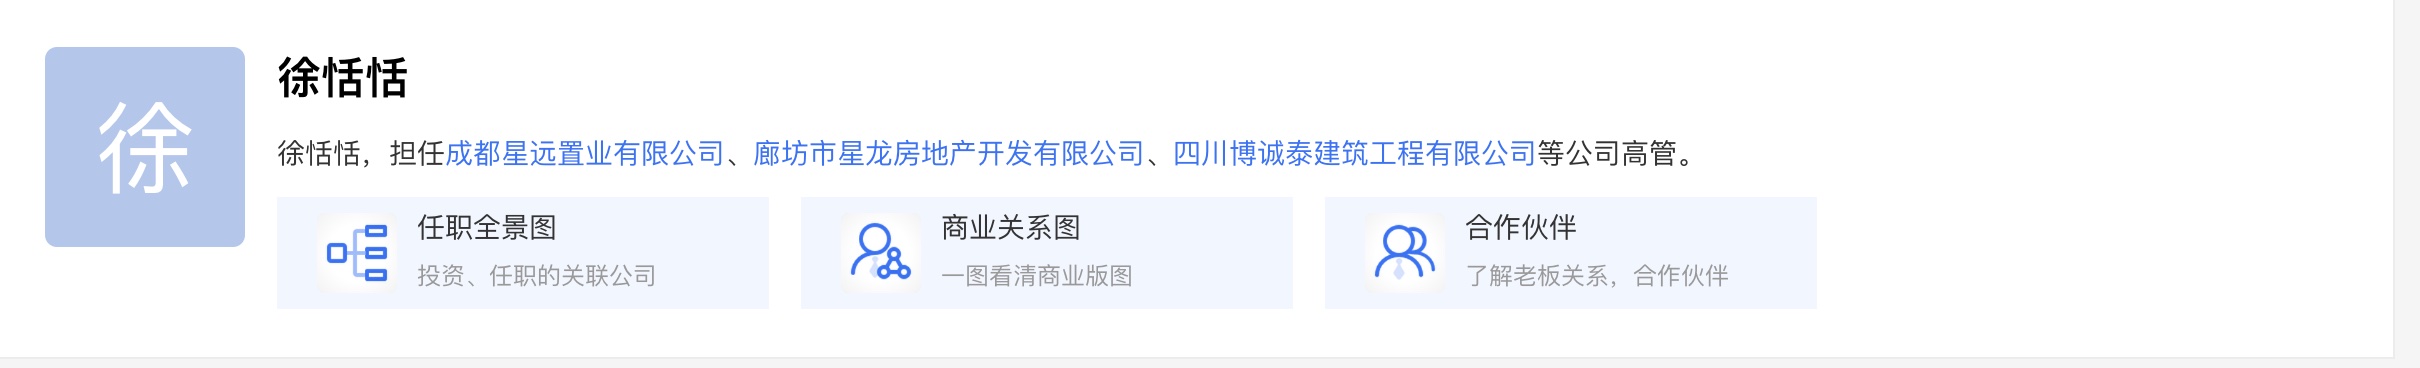 徐
徐恬恬
徐恬恬，担任成都星远置业有限公司、廊坊市星龙房地产开发有限公司、四川博诚泰建筑工程有限公司等公司高管。
任职全景图
投资、任职的关联公司
商业关系图
一图看清商业版图
合作伙伴
了解老板关系，合作伙伴